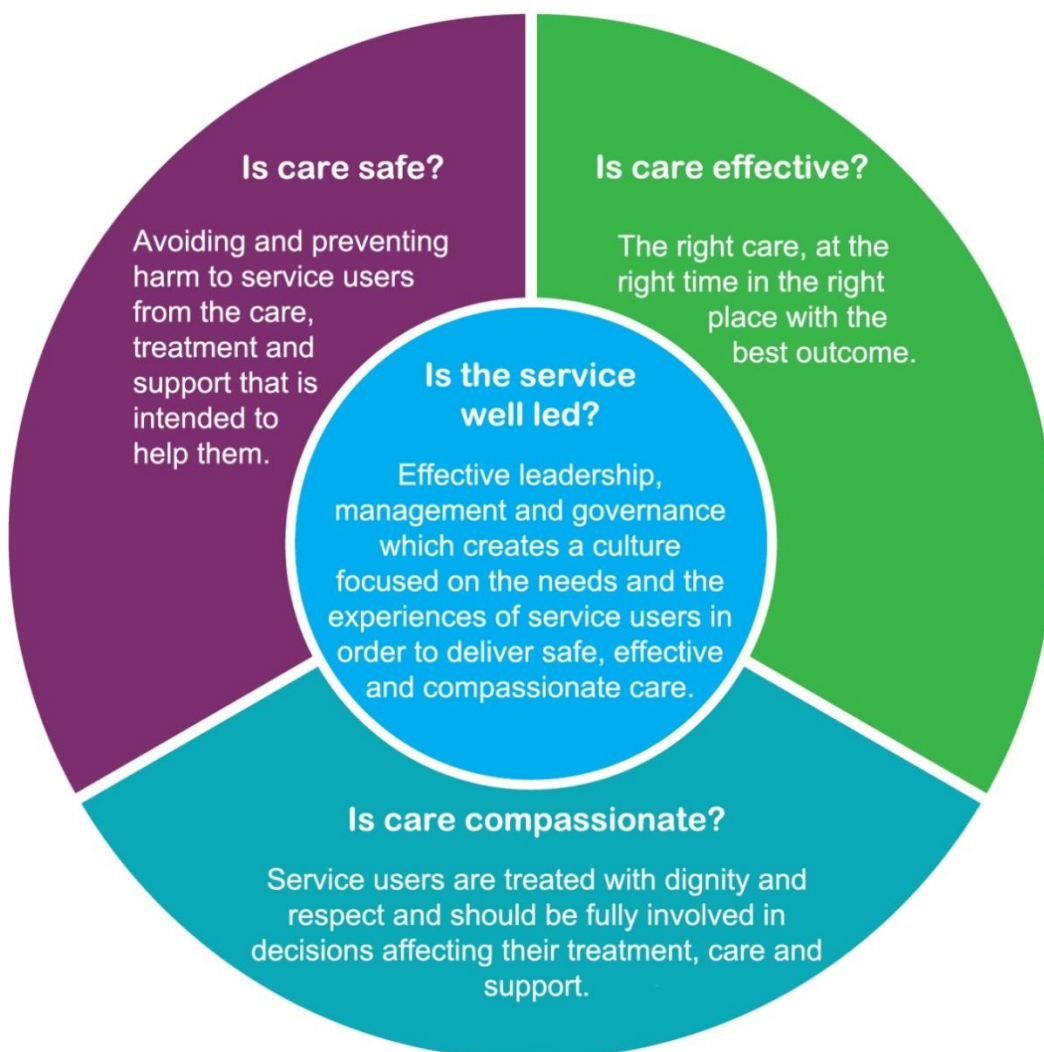 Is care safe?
Avoiding and preventing
harm to service users
from the care,
treatment and
support that is
intended to
help them.
Is care effective?
The right care, at the
right time in the right
place with the
best outcome.
Is the service
well led?
Effective leadership,
management and governance
which creates a culture
focused on the needs and the
experiences of service users in
order to deliver safe, effective
and compassionate care.
Is care compassionate?
Service users are treated with dignity and
respect and should be fully involved in
decisions affecting their treatment, care and
support.